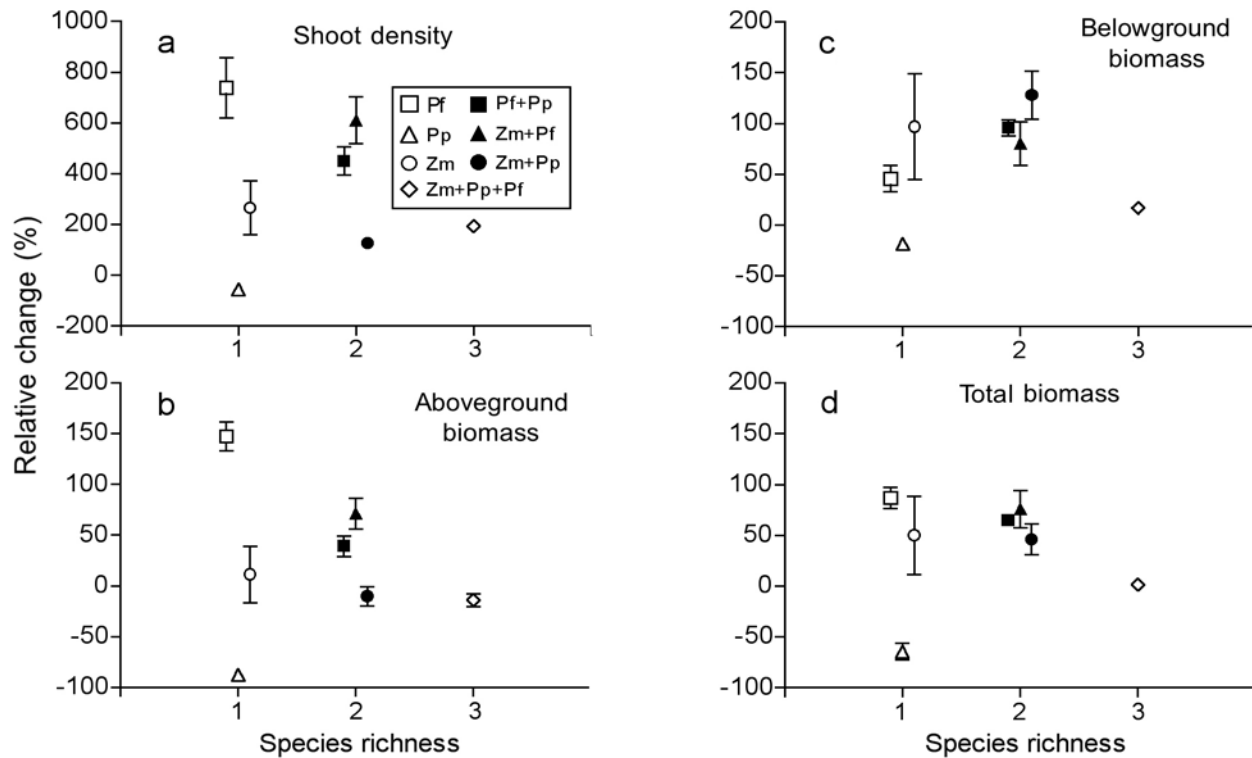 Relative change (%)
a
Shoot density
1000
800
600
400
200
0
-200
1
2
3
Pf
Pf+Pp
Pp
Zm+Pf
Zm
Zm+Pp
Zm+Pp+Pf
c
Belowground
biomass
200
150
100
50
0
-50
-100
1
2
3
b
Aboveground
biomass
200
150
100
50
0
-50
-100
1
2
3
Species richness
d
Total biomass
200
150
100
50
0
-50
-100
1
2
3
Species richness